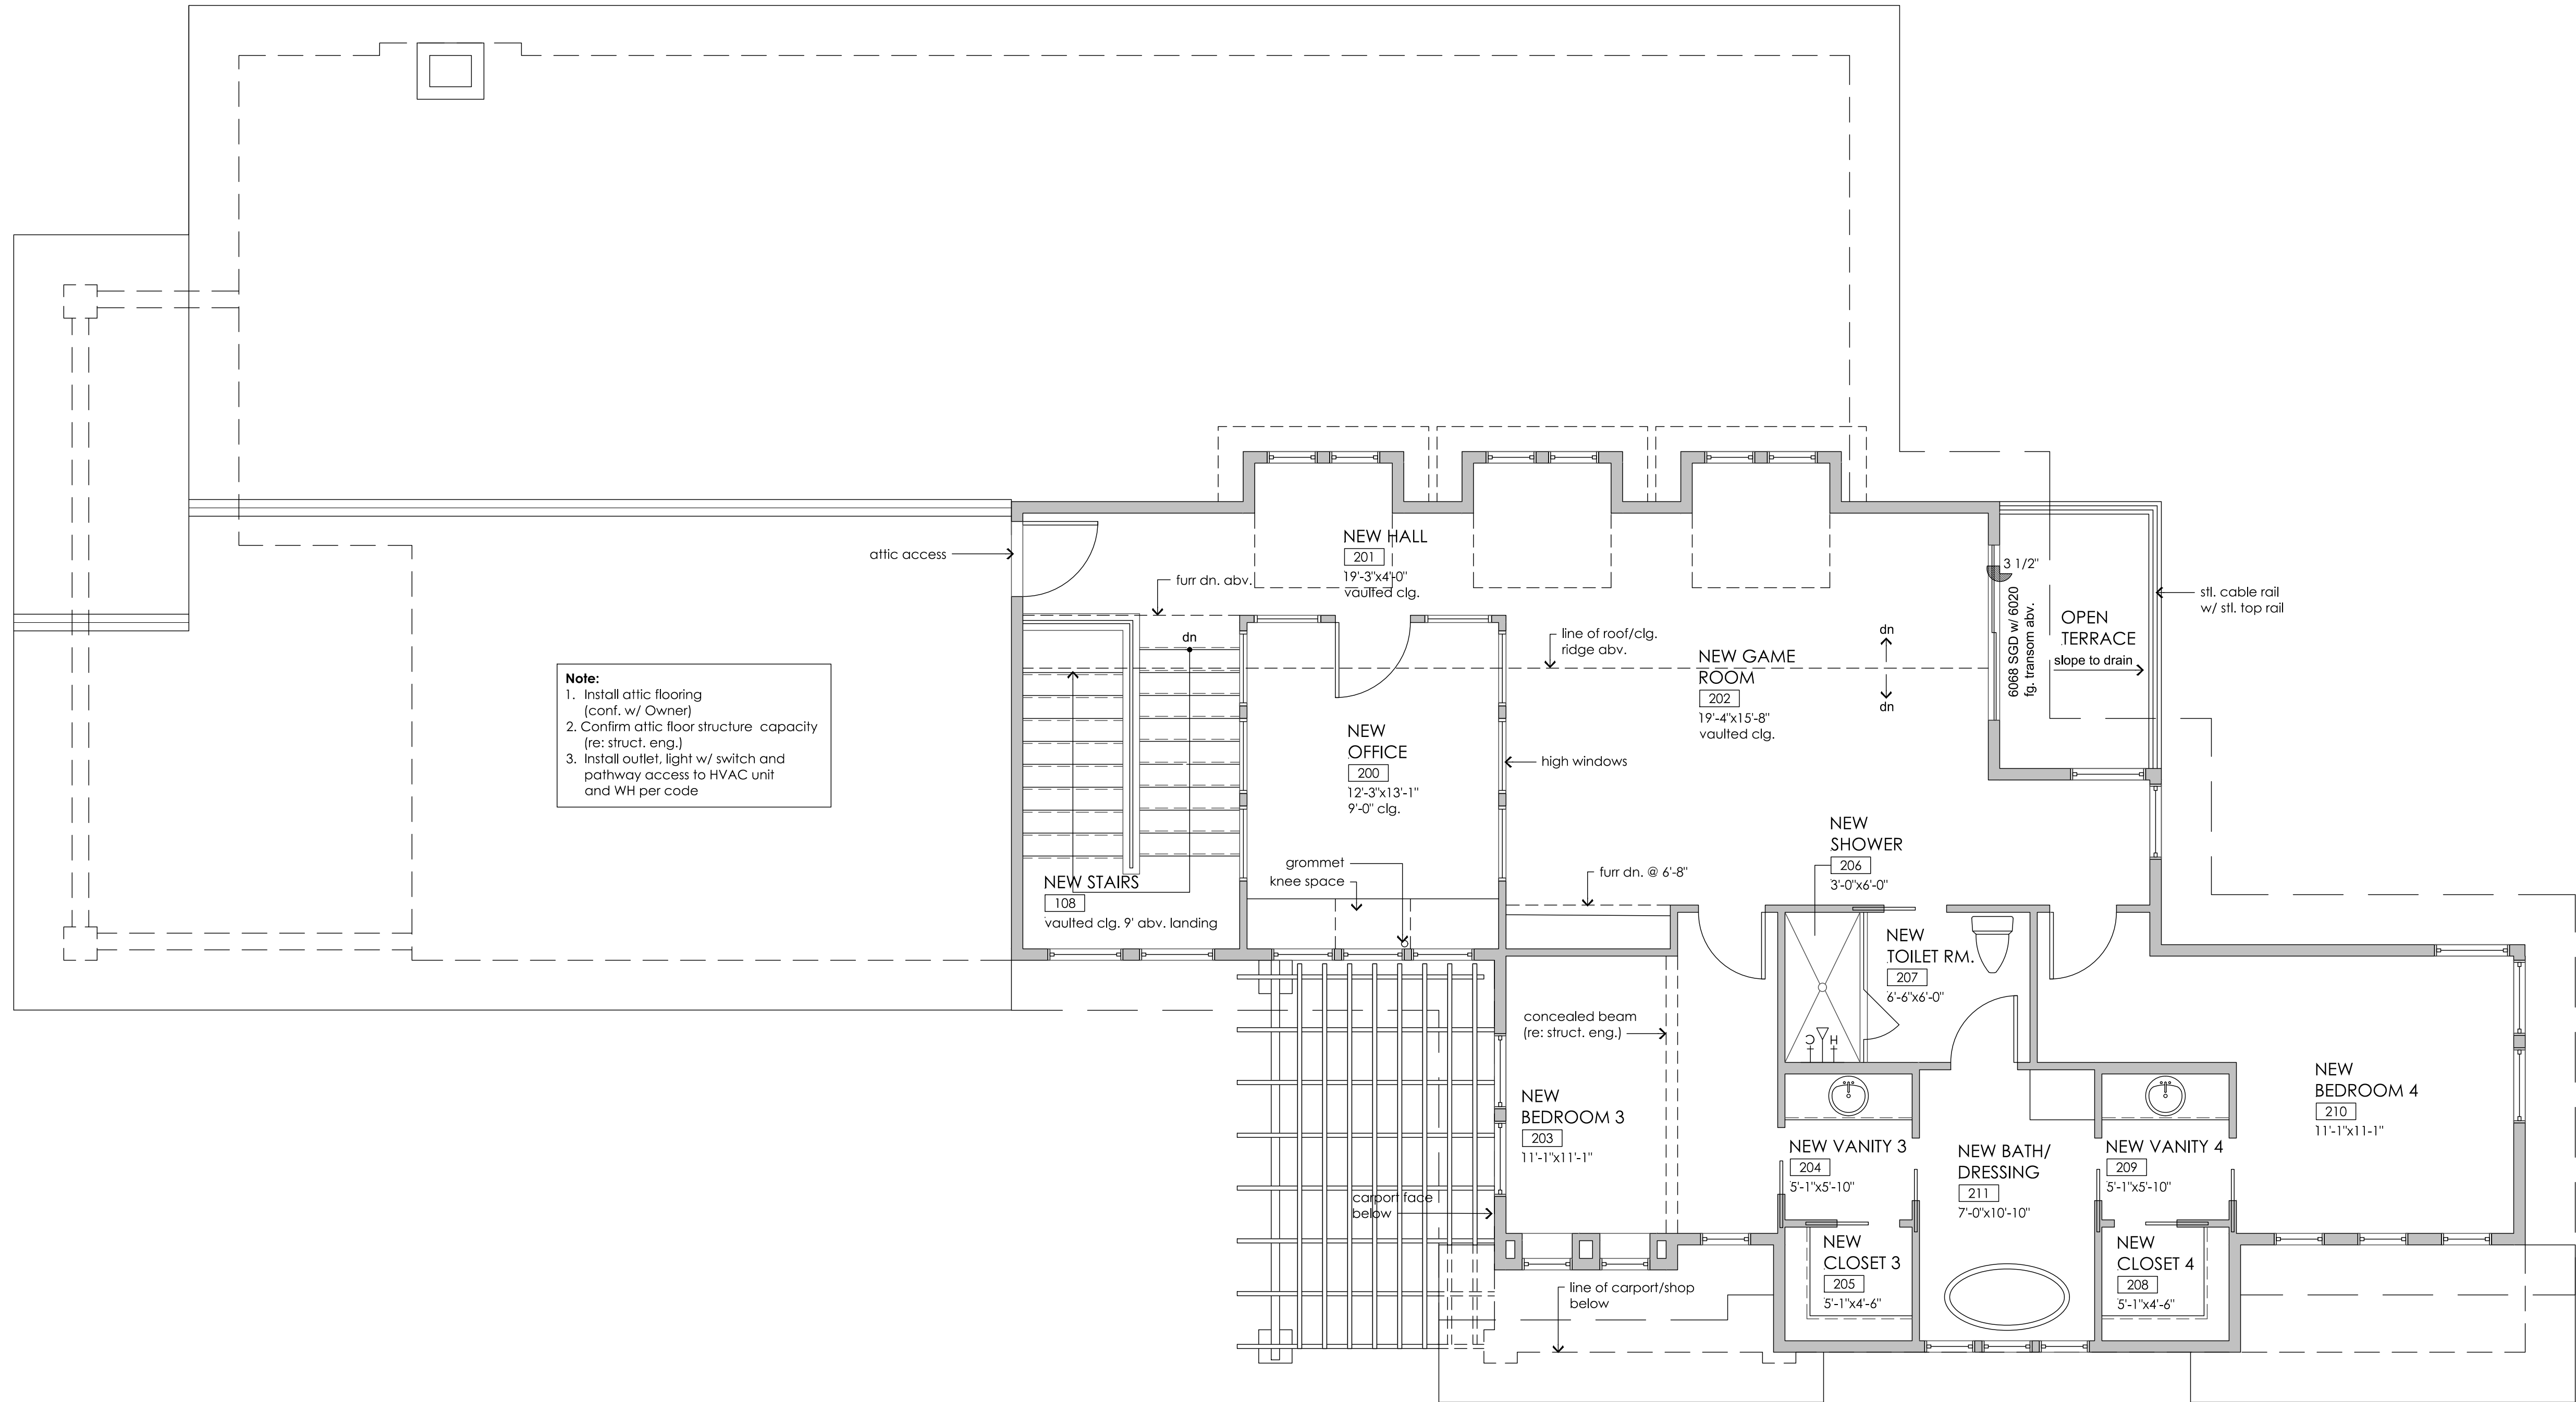 attic access
furr dn. abv.
NEW HALL
201
19'-3"x4'-0"
vaulted clg.
3 1/2"
6068 SGD w/ 6020
fg. transom abv.
OPEN
TERRACE
slope to drain
stl. cable rail
w/ stl. top rail
dn
line of roof/clg.
ridge abv.
NEW GAME
ROOM
202
19'-4"x15'-8"
vaulted clg.
dn
dn
Note:
1. Install attic flooring
(conf. w/ Owner)
2. Confirm attic floor structure capacity
(re: struct. eng.)
3. Install outlet, light w/ switch and
pathway access to HVAC unit
and WH per code
NEW
OFFICE
200
12'-3"x13'-1"
9'-0" clg.
high windows
grommet
knee space
NEW STAIRS
108
vaulted clg. 9' abv. landing
furr dn. @ 6'-8"
NEW
SHOWER
206
3'-0"x6'-0"
NEW
TOILET RM.
207
6'-6"x6'-0"
C
H
concealed beam
(re: struct. eng.)
NEW
BEDROOM 3
203
11'-1"x11'-1"
NEW VANITY 3
204
5'-1"x5'-10"
NEW BATH/
DRESSING
211
7'-0"x10'-10"
NEW VANITY 4
209
5'-1"x5'-10"
NEW
BEDROOM 4
210
11'-1"x11-1"
carport face
below
NEW
CLOSET 3
205
5'-1"x4'-6"
NEW
CLOSET 4
208
5'-1"x4'-6"
line of carport/shop
below